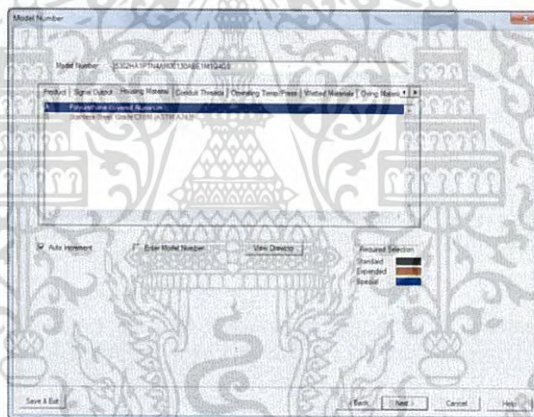 Model Number
Model Number:
Product Signal Output Housing Material Conduit Threads Operating Temp/Press Wetted Materials O-ring Material
A Polyurethane-covered Aluminum
Stainless Steel, Grade CF8M (ASTM A743)
Auto Increment Enter Model Number View Drawing Required Selection
Standard
Expanded
Special
Save & Exit < Back Next > Cancel Help